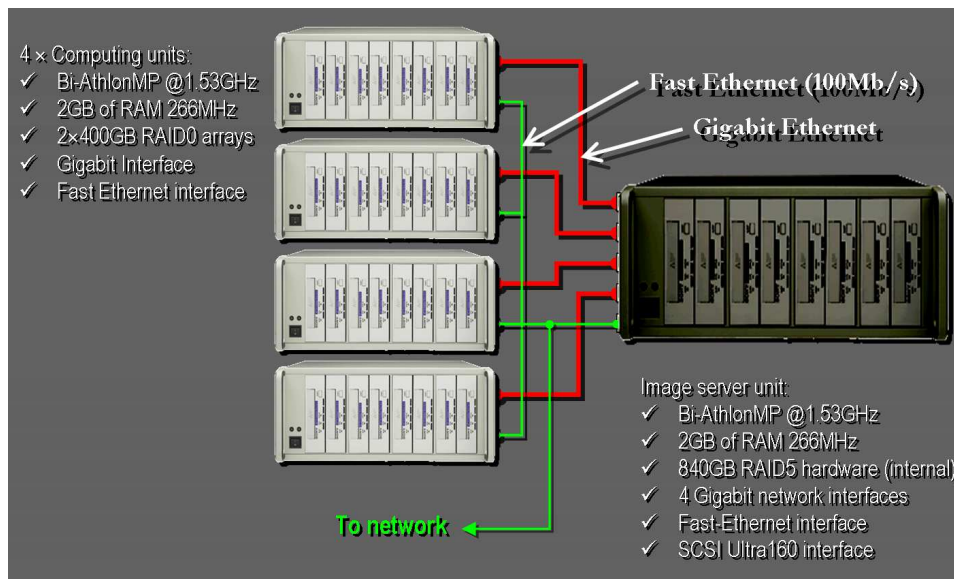 4 × Computing units:
✓ Bi-AthlonMP @1.53GHz
✓ 2GB of RAM 266MHz
✓ 2×400GB RAID0 arrays
✓ Gigabit Interface
✓ Fast Ethernet interface
Fast Ethernet (100Mb/s)
Gigabit Ethernet
Image server unit:
✓ Bi-AthlonMP @1.53GHz
✓ 2GB of RAM 266MHz
✓ 840GB RAID5 hardware (internal)
✓ 4 Gigabit network interfaces
✓ Fast-Ethernet interface
✓ SCSI Ultra160 interface
To network